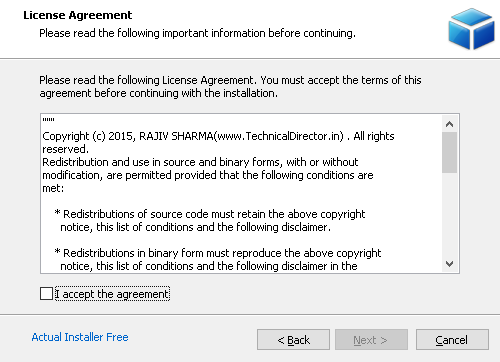 License Agreement
Please read the following important information before continuing.
Please read the following License Agreement. You must accept the terms of this
agreement before continuing with the installation.
"""
Copyright (c) 2015, RAJIV SHARMA(www.TechnicalDirector.in) . All rights
reserved.
Redistribution and use in source and binary forms, with or without
modification, are permitted provided that the following conditions are
met:
* Redistributions of source code must retain the above copyright
notice, this list of conditions and the following disclaimer.
* Redistributions in binary form must reproduce the above copyright
notice, this list of conditions and the following disclaimer in the
I accept the agreement
Actual Installer Free
< Back
Next >
Cancel